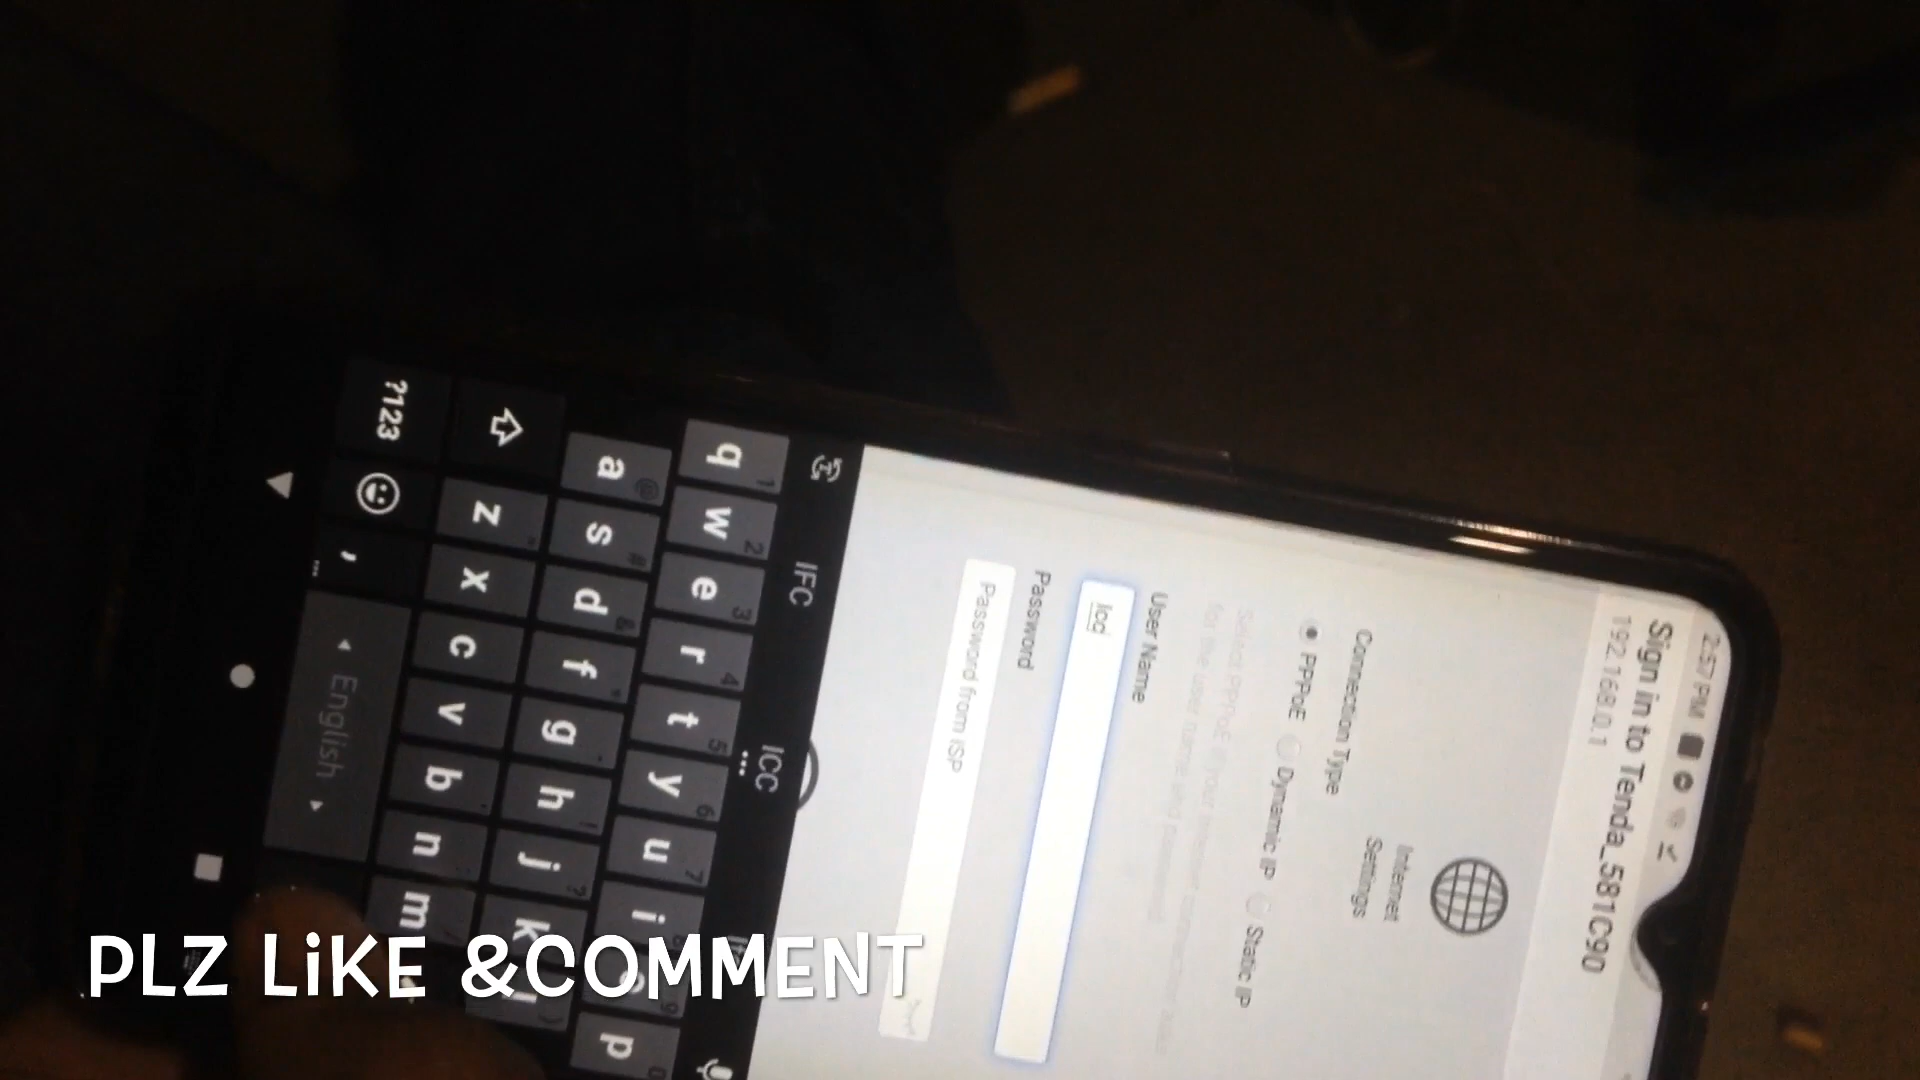 2:57 PM
Sign in to Tenda_581C90
192.168.0.1
Internet
Settings
Connection Type
PPPoE Dynamic IP Static IP
User Name
Password
Password from ISP
IFC ICC
q w e r t y u i o p
a s d f g h j k l
z x c v b n m
?123 , English
PLZ LiKE &COMMENT